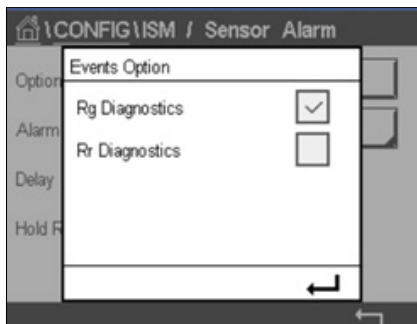 \CONFIG\ISM / Sensor Alarm
Events Option
Option
Rg Diagnostics
Alarm
Rr Diagnostics
Delay
Hold R